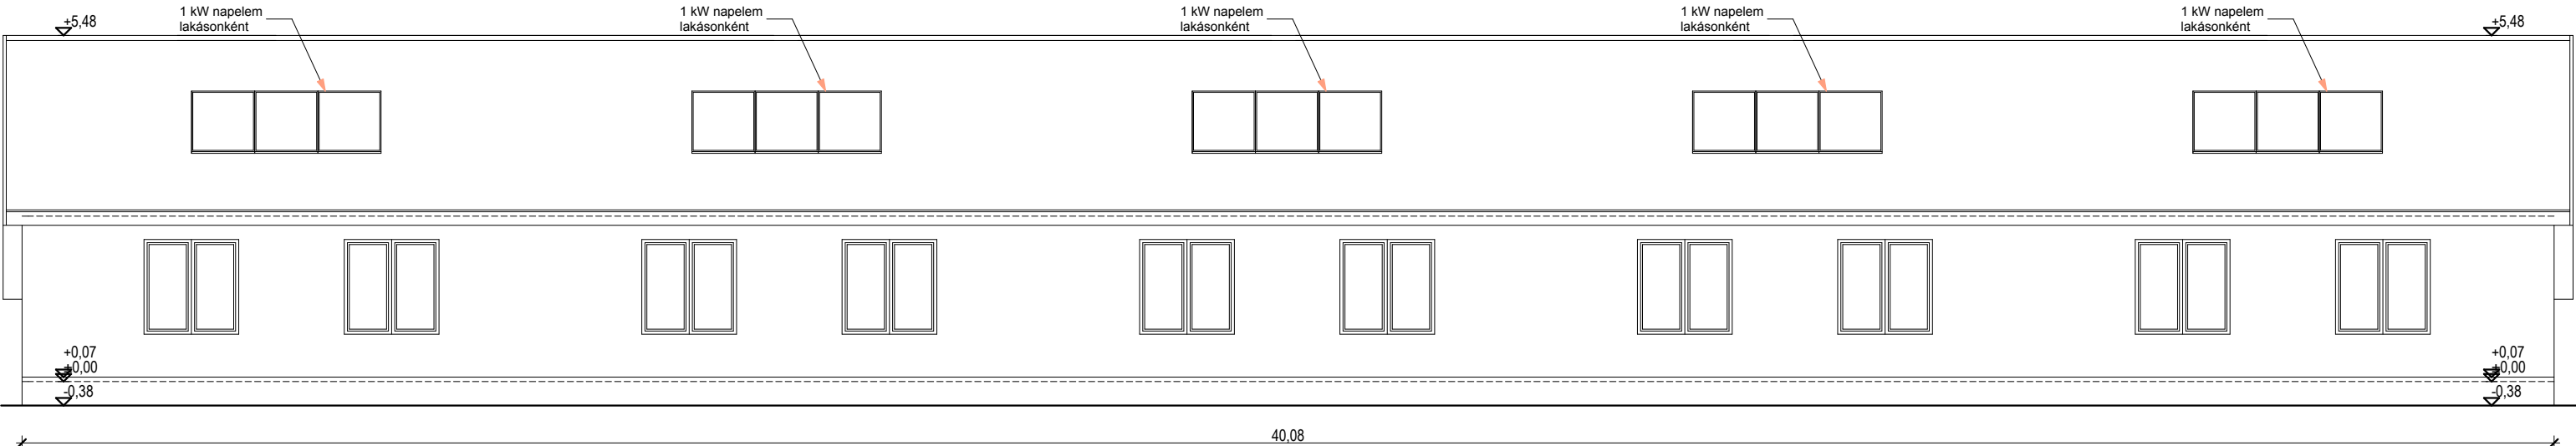 +5,48
1 kW napelem
lakásonként
1 kW napelem
lakásonként
1 kW napelem
lakásonként
1 kW napelem
lakásonként
1 kW napelem
lakásonként
+5,48
+0,07
±0,00
-0,38
+0,07
±0,00
-0,38
40,08